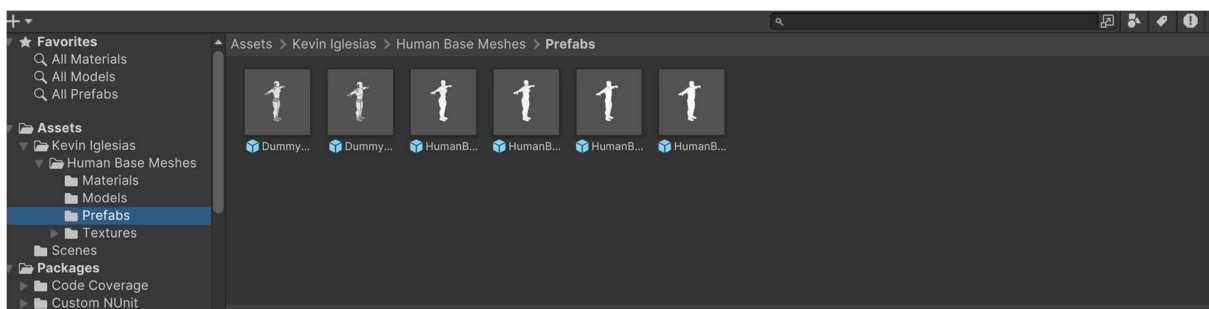 Favorites
All Materials
All Models
All Prefabs
Assets
Kevin Iglesias
Human Base Meshes
Materials
Models
Prefabs
Textures
Scenes
Packages
Code Coverage
Custom NUnit
Assets > Kevin Iglesias > Human Base Meshes > Prefabs
Dummy... Dummy... HumanB... HumanB... HumanB... HumanB...